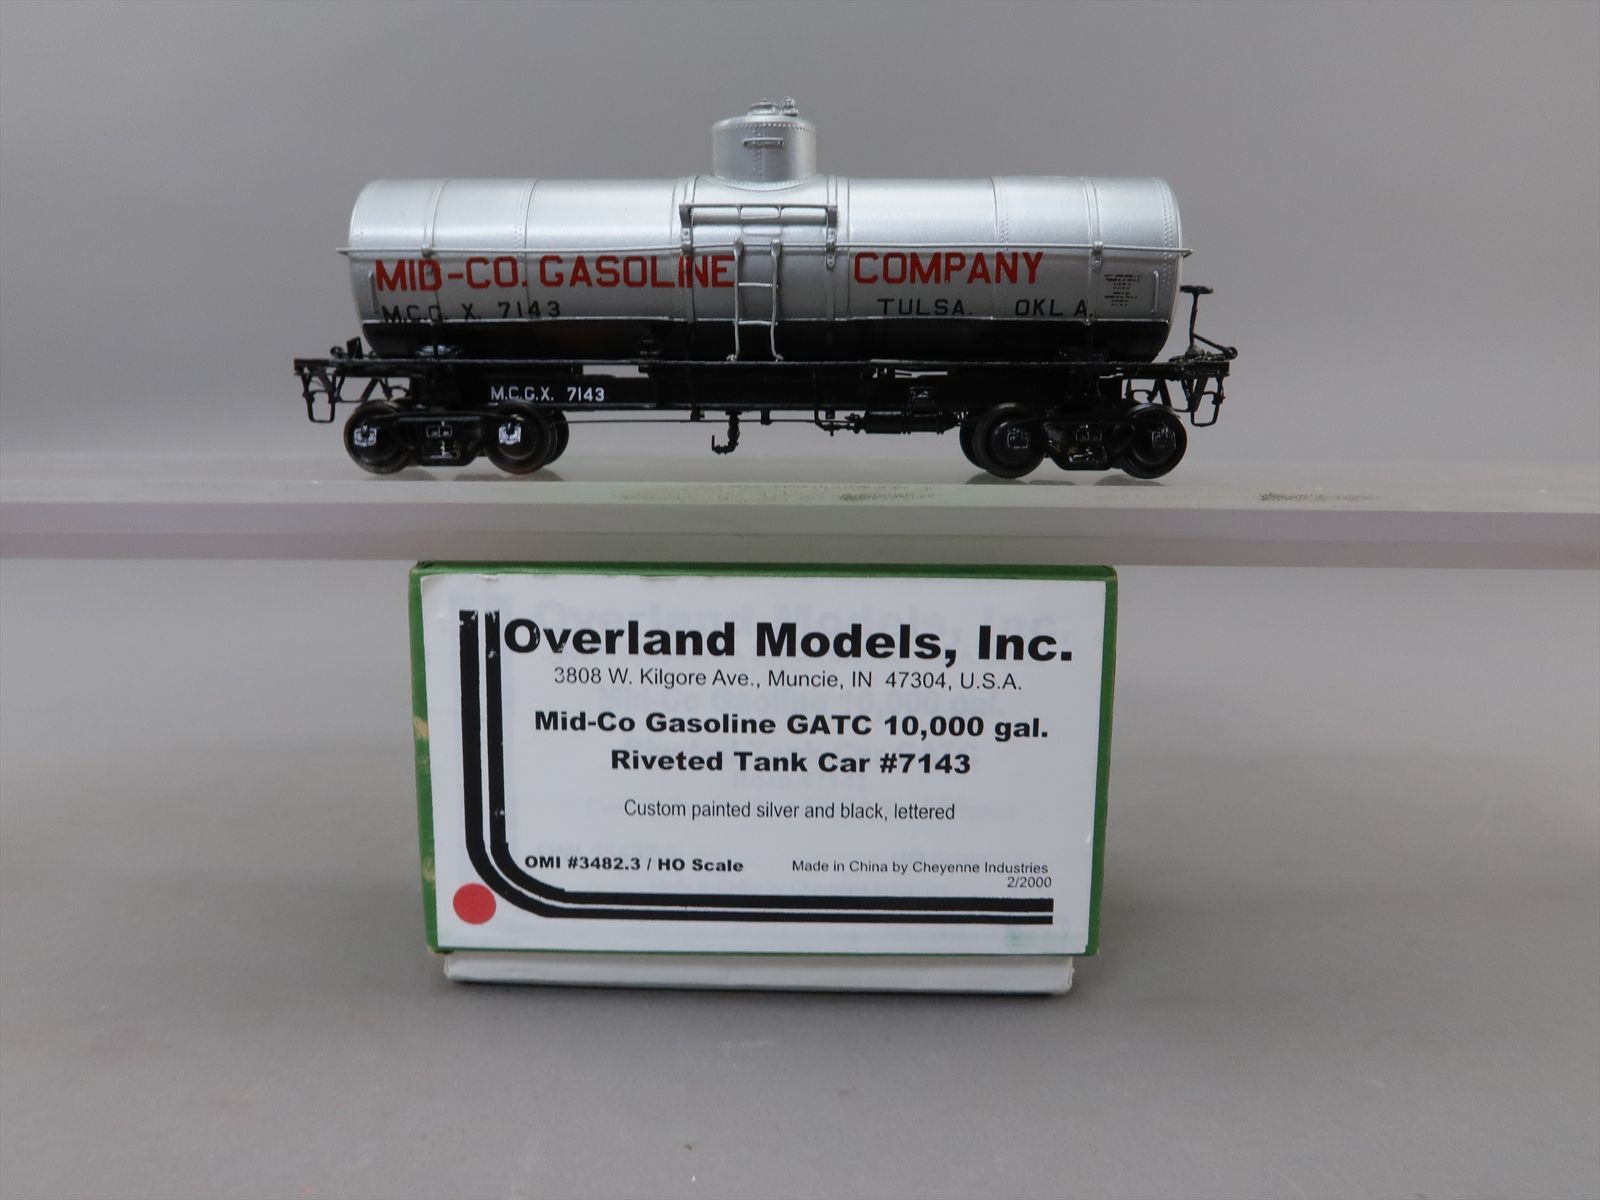 MID-CO. GASOLINE COMPANY
M.C.G. X. 7143 TULSA. OKLA.
M.C.G.X. 7143
Overland Models, Inc.
3808 W. Kilgore Ave., Muncie, IN 47304, U.S.A.
Mid-Co Gasoline GATC 10,000 gal.
Riveted Tank Car #7143
Custom painted silver and black, lettered
OMI #3482.3 / HO Scale
Made in China by Cheyenne Industries
2/2000